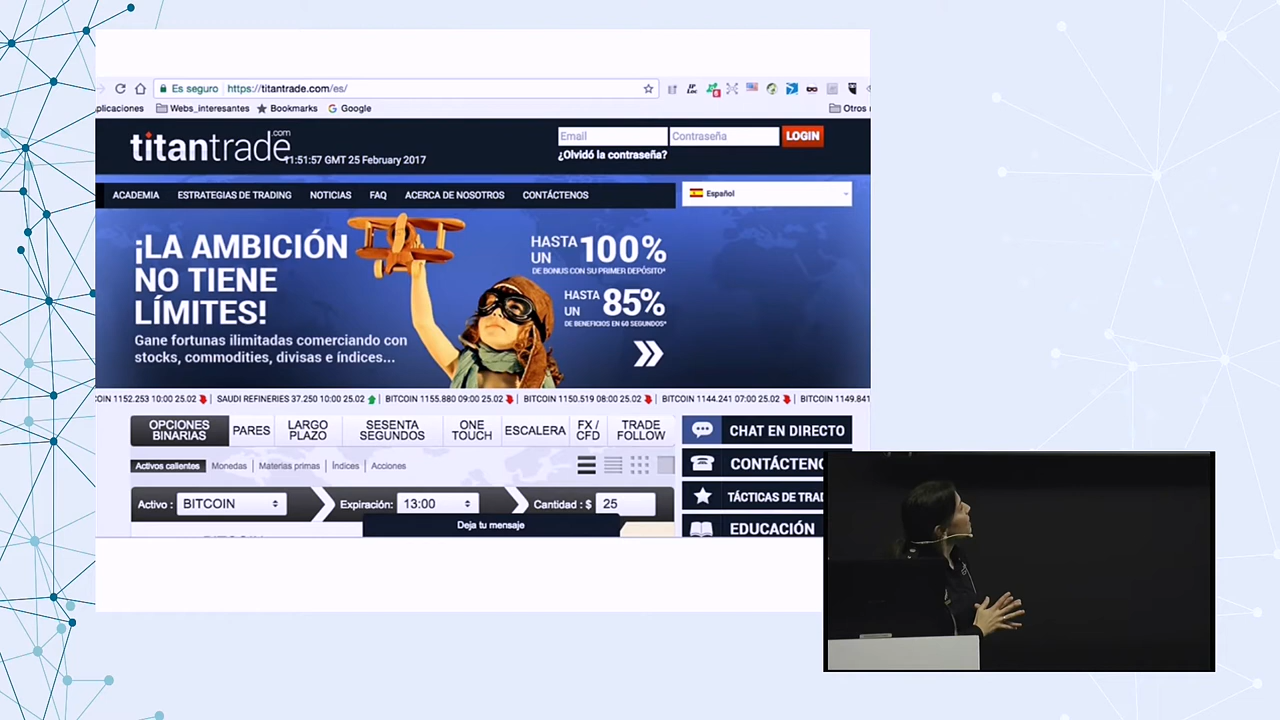 Es seguro https://titantrade.com/es/
plicaciones Webs_interesantes Bookmarks Google Otros
titantrade.com
11:51:57 GMT 25 February 2017
Email Contraseña LOGIN
¿Olvidó la contraseña?
ACADEMIA ESTRATEGIAS DE TRADING NOTICIAS FAQ ACERCA DE NOSOTROS CONTÁCTENOS
Español
¡LA AMBICIÓN
NO TIENE
LÍMITES!
Gane fortunas ilimitadas comerciando con
stocks, commodities, divisas e índices...
HASTA UN 100%
DE BONUS CON SU PRIMER DEPÓSITO*
HASTA UN 85%
DE BENEFICIOS EN 60 SEGUNDOS*
COIN 1152.253 10:00 25.02 | SAUDI REFINERIES 37.250 10:00 25.02 | BITCOIN 1155.880 09:00 25.02 | BITCOIN 1150.519 08:00 25.02 | BITCOIN 1144.241 07:00 25.02 | BITCOIN 1149.841
OPCIONES BINARIAS
PARES
LARGO PLAZO
SESENTA SEGUNDOS
ONE TOUCH
ESCALERA
FX / CFD
TRADE FOLLOW
Activos calientes Monedas | Materias primas | Índices | Acciones
Activo : BITCOIN Expiración: 13:00 Cantidad : $ 25
Deja tu mensaje
CHAT EN DIRECTO
CONTÁCTENO
TÁCTICAS DE TRAD
EDUCACIÓN